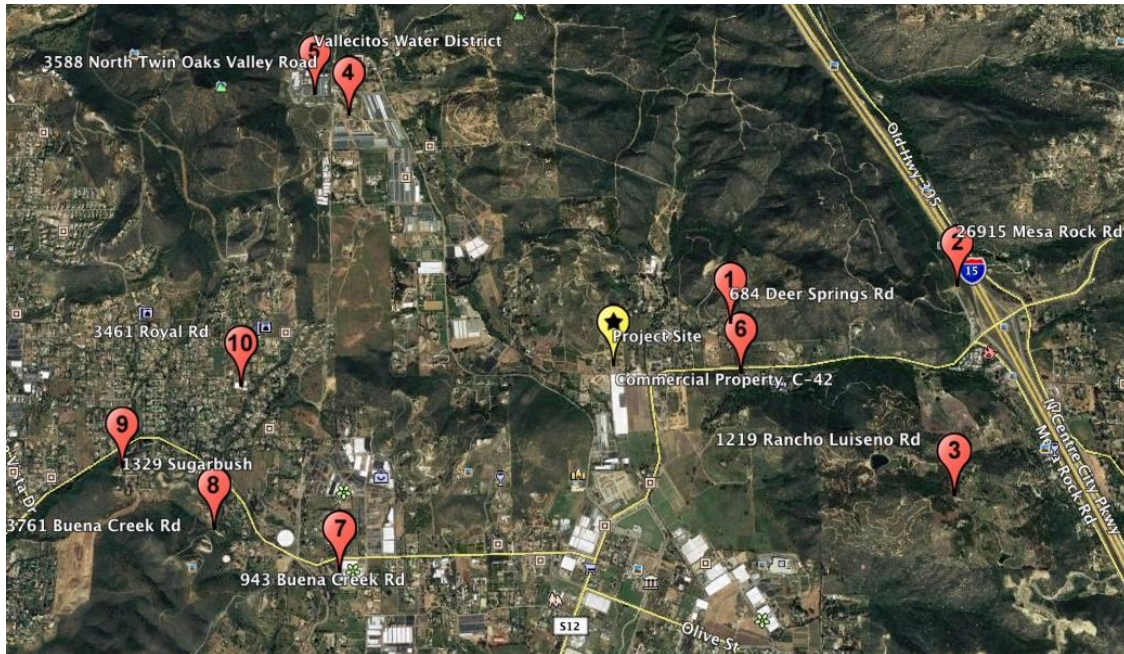 Vallecitos Water District
3588 North Twin Oaks Valley Road
5
4
Old Hwy 395
2
26915 Mesa Rock Rd
15
1
684 Deer Springs Rd
3461 Royal Rd
Project Site
6
10
Commercial Property, C-42
9
1219 Rancho Luiseno Rd
N Centre City Pkwy
Mesa Rock Rd
1329 Sugarbush
3
8
3761 Buena Creek Rd
7
943 Buena Creek Rd
S12
Olive St